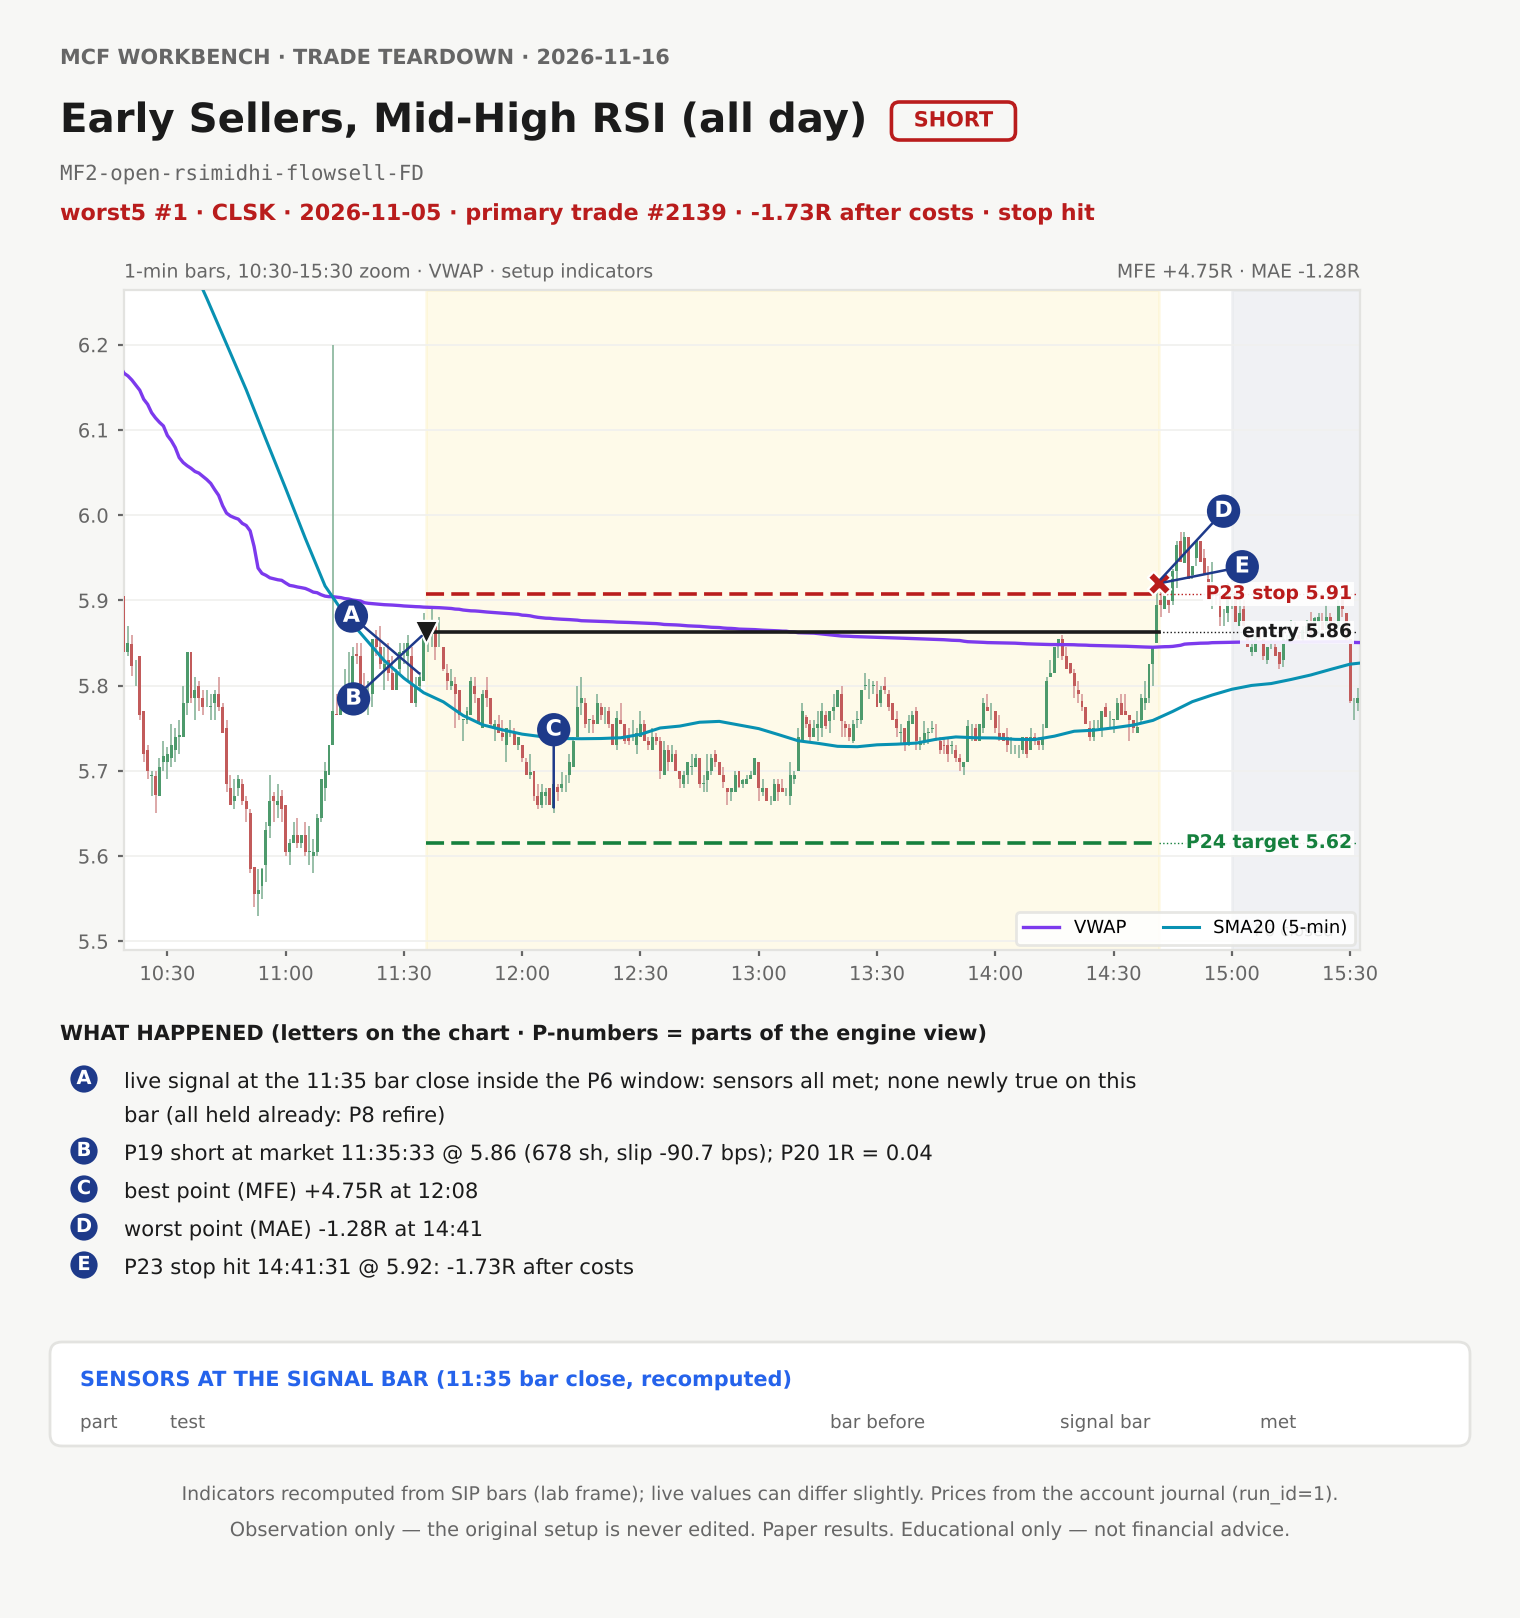 MCF WORKBENCH · TRADE TEARDOWN · 2026-11-16
Early Sellers, Mid-High RSI (all day) SHORT
MF2-open-rsimidhi-flowsell-FD
worst5 #1 · CLSK · 2026-11-05 · primary trade #2139 · -1.73R after costs · stop hit
1-min bars, 10:30-15:30 zoom · VWAP · setup indicators MFE +4.75R · MAE -1.28R
6.2
6.1
6.0
5.9
5.8
5.7
5.6
5.5
A
B
C
D
E
P23 stop 5.91
entry 5.86
P24 target 5.62
VWAP SMA20 (5-min)
10:30 11:00 11:30 12:00 12:30 13:00 13:30 14:00 14:30 15:00 15:30
WHAT HAPPENED (letters on the chart · P-numbers = parts of the engine view)
A live signal at the 11:35 bar close inside the P6 window: sensors all met; none newly true on this
bar (all held already: P8 refire)
B P19 short at market 11:35:33 @ 5.86 (678 sh, slip -90.7 bps); P20 1R = 0.04
C best point (MFE) +4.75R at 12:08
D worst point (MAE) -1.28R at 14:41
E P23 stop hit 14:41:31 @ 5.92: -1.73R after costs
SENSORS AT THE SIGNAL BAR (11:35 bar close, recomputed)
part test bar before signal bar met
Indicators recomputed from SIP bars (lab frame); live values can differ slightly. Prices from the account journal (run_id=1).
Observation only — the original setup is never edited. Paper results. Educational only — not financial advice.